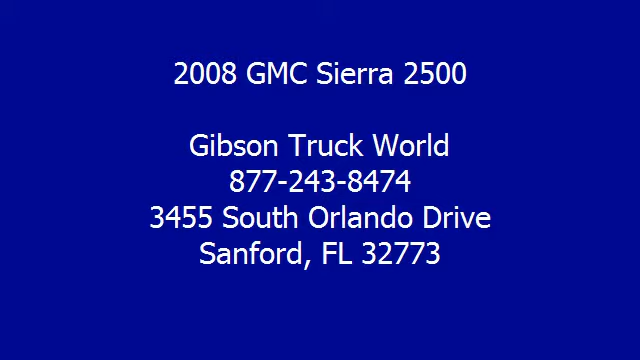 2008 GMC Sierra 2500
Gibson Truck World
877-243-8474
3455 South Orlando Drive
Sanford, FL 32773